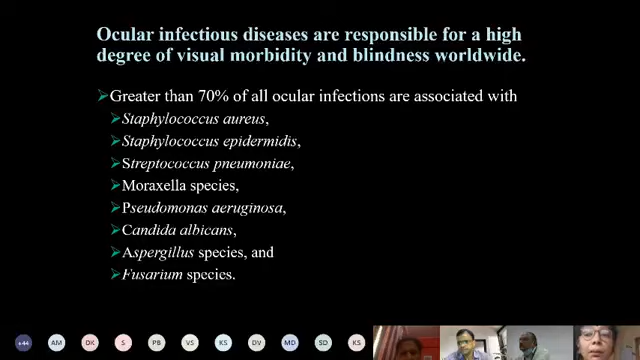 Ocular infectious diseases are responsible for a high
degree of visual morbidity and blindness worldwide.
Greater than 70% of all ocular infections are associated with
Staphylococcus aureus,
Staphylococcus epidermidis,
Streptococcus pneumoniae,
Moraxella species,
Pseudomonas aeruginosa,
Candida albicans,
Aspergillus species, and
Fusarium species.
+44 AM DK S PB VS KS DV MD SD KS